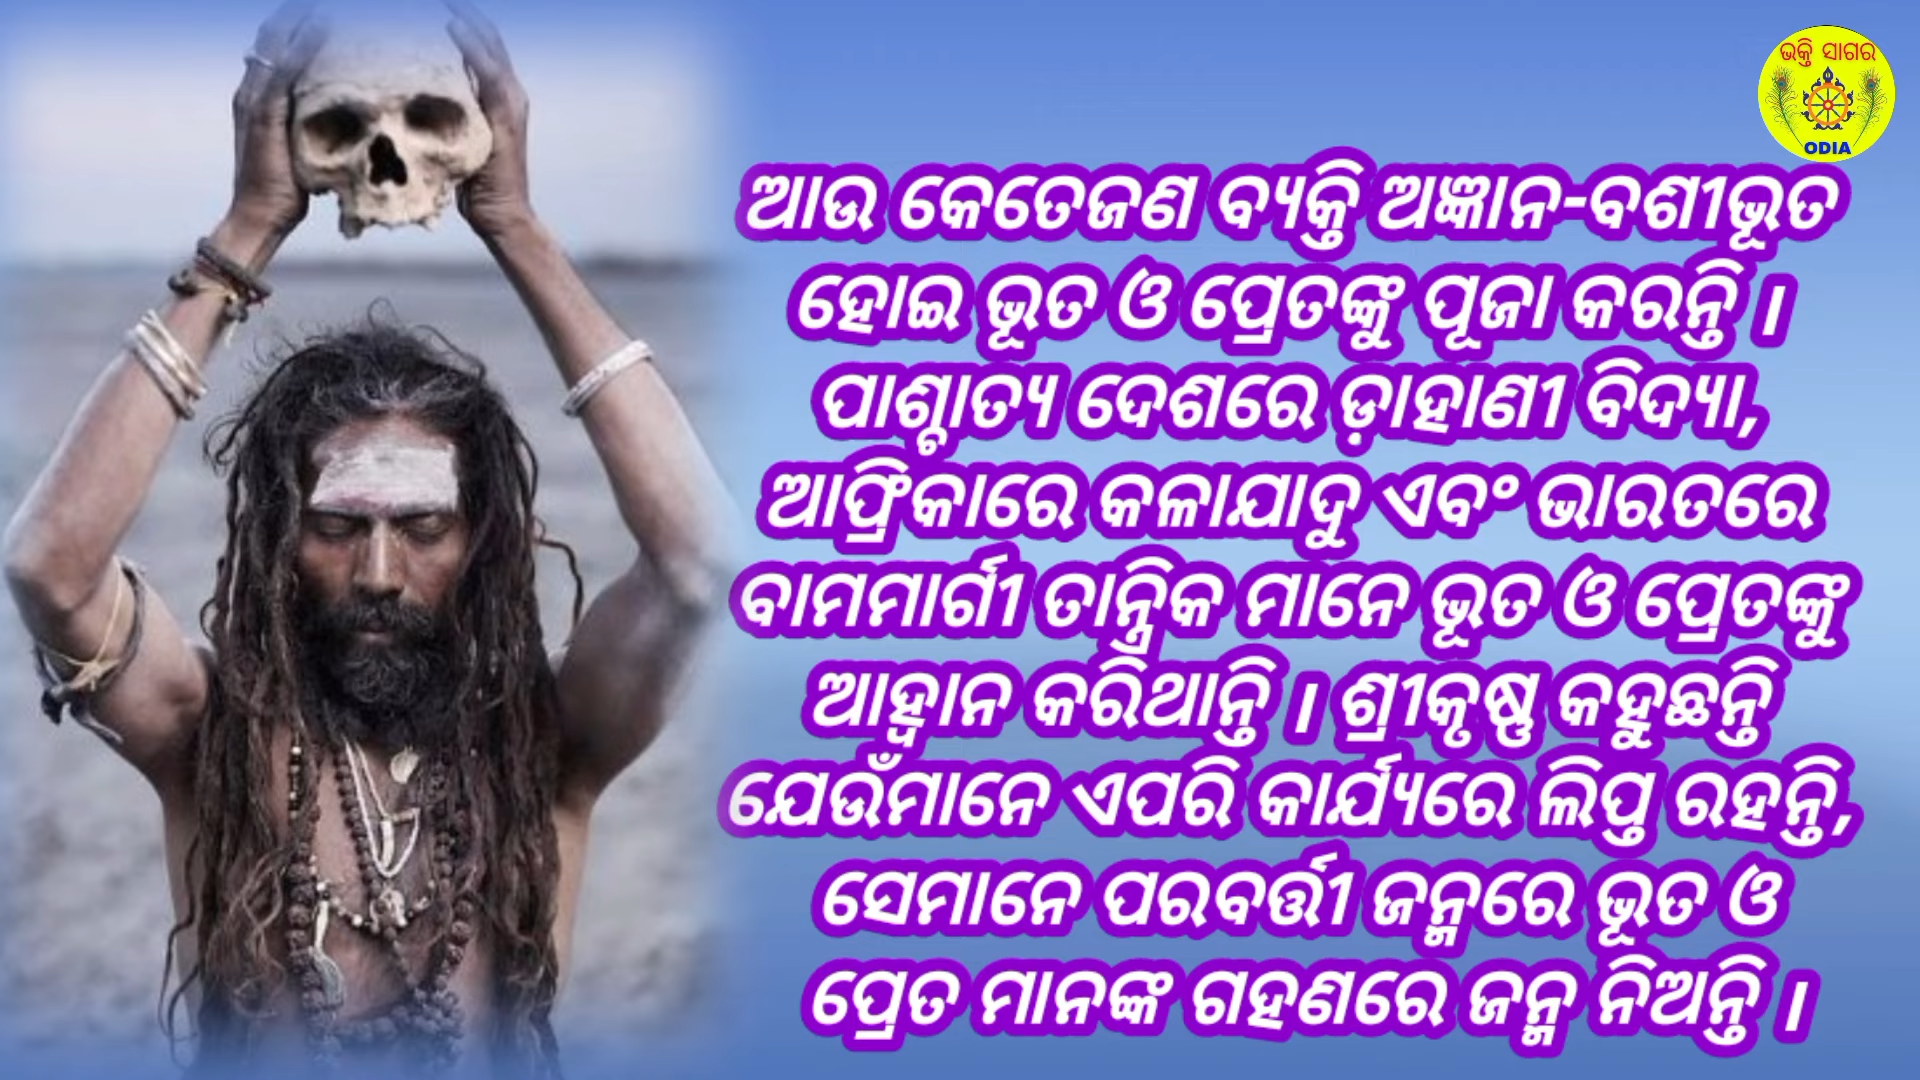 ଭକ୍ତି ସାଗର
ODIA
ଆଉ କେତେଜଣ ବ୍ୟକ୍ତି ଅଜ୍ଞାନ-ବଶୀଭୂତ
ହୋଇ ଭୂତ ଓ ପ୍ରେତଙ୍କୁ ପୂଜା କରନ୍ତି ।
ପାଶ୍ଚାତ୍ୟ ଦେଶରେ ଡ଼ାହାଣୀ ବିଦ୍ୟା,
ଆଫ୍ରିକାରେ କଳାଯାଦୁ ଏବଂ ଭାରତରେ
ବାମମାର୍ଗୀ ତାନ୍ତ୍ରିକ ମାନେ ଭୂତ ଓ ପ୍ରେତଙ୍କୁ
ଆହ୍ୱାନ କରିଥାନ୍ତି । ଶ୍ରୀକୃଷ୍ଣ କହୁଛନ୍ତି
ଯେଉଁମାନେ ଏପରି କାର୍ଯ୍ୟରେ ଲିପ୍ତ ରହନ୍ତି,
ସେମାନେ ପରବର୍ତ୍ତୀ ଜନ୍ମରେ ଭୂତ ଓ
ପ୍ରେତ ମାନଙ୍କ ଗହଣରେ ଜନ୍ମ ନିଅନ୍ତି ।